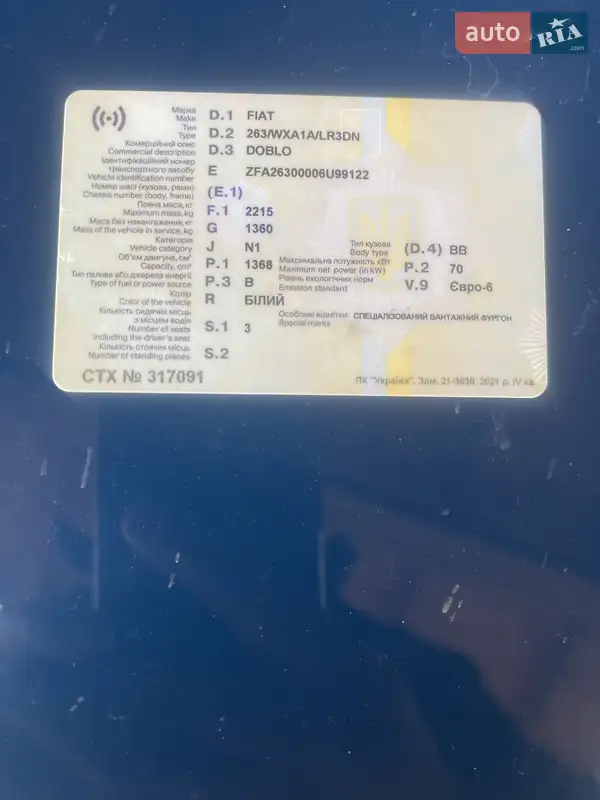 auto RIA .com
Марка
Make D.1 FIAT
Тип
Type D.2 263/WXA1A/LR3DN
Комерційний опис
Commercial description D.3 DOBLO
Ідентифікаційний номер
транспортного засобу E ZFA26300006U99122
Vehicle identification number
Номер шасі (кузова, рами) (E.1)
Chassis number (body, frame)
Повна маса, кг F.1 2215
Maximum mass, kg
Маса без навантаження, кг G 1360
Mass of the vehicle in service, kg
Категорія
Vehicle category J N1 Тип кузова (D.4) BB
Body type
Об'єм двигуна, см³ P.1 1368 Максимальна потужність кВт P.2 70
Capacity, cm³ Maximum net power (in kW)
Тип палива або джерела енергії P.3 B Рівень екологічних норм V.9 Євро-6
Type of fuel or power source Emission standard
Колір
Color of the vehicle R БІЛИЙ
Кількість сидячих місць Особливі відмітки: СПЕЦІАЛІЗОВАНИЙ ВАНТАЖНИЙ ФУРГОН
з місцем водія Special marks
Number of seats S.1 3
including the driver's seat
Кількість стоячих місць S.2
Number of standing places
СТХ № 317091 ПК "Україна". Зам. 21-3838. 2021 р. IV кв.